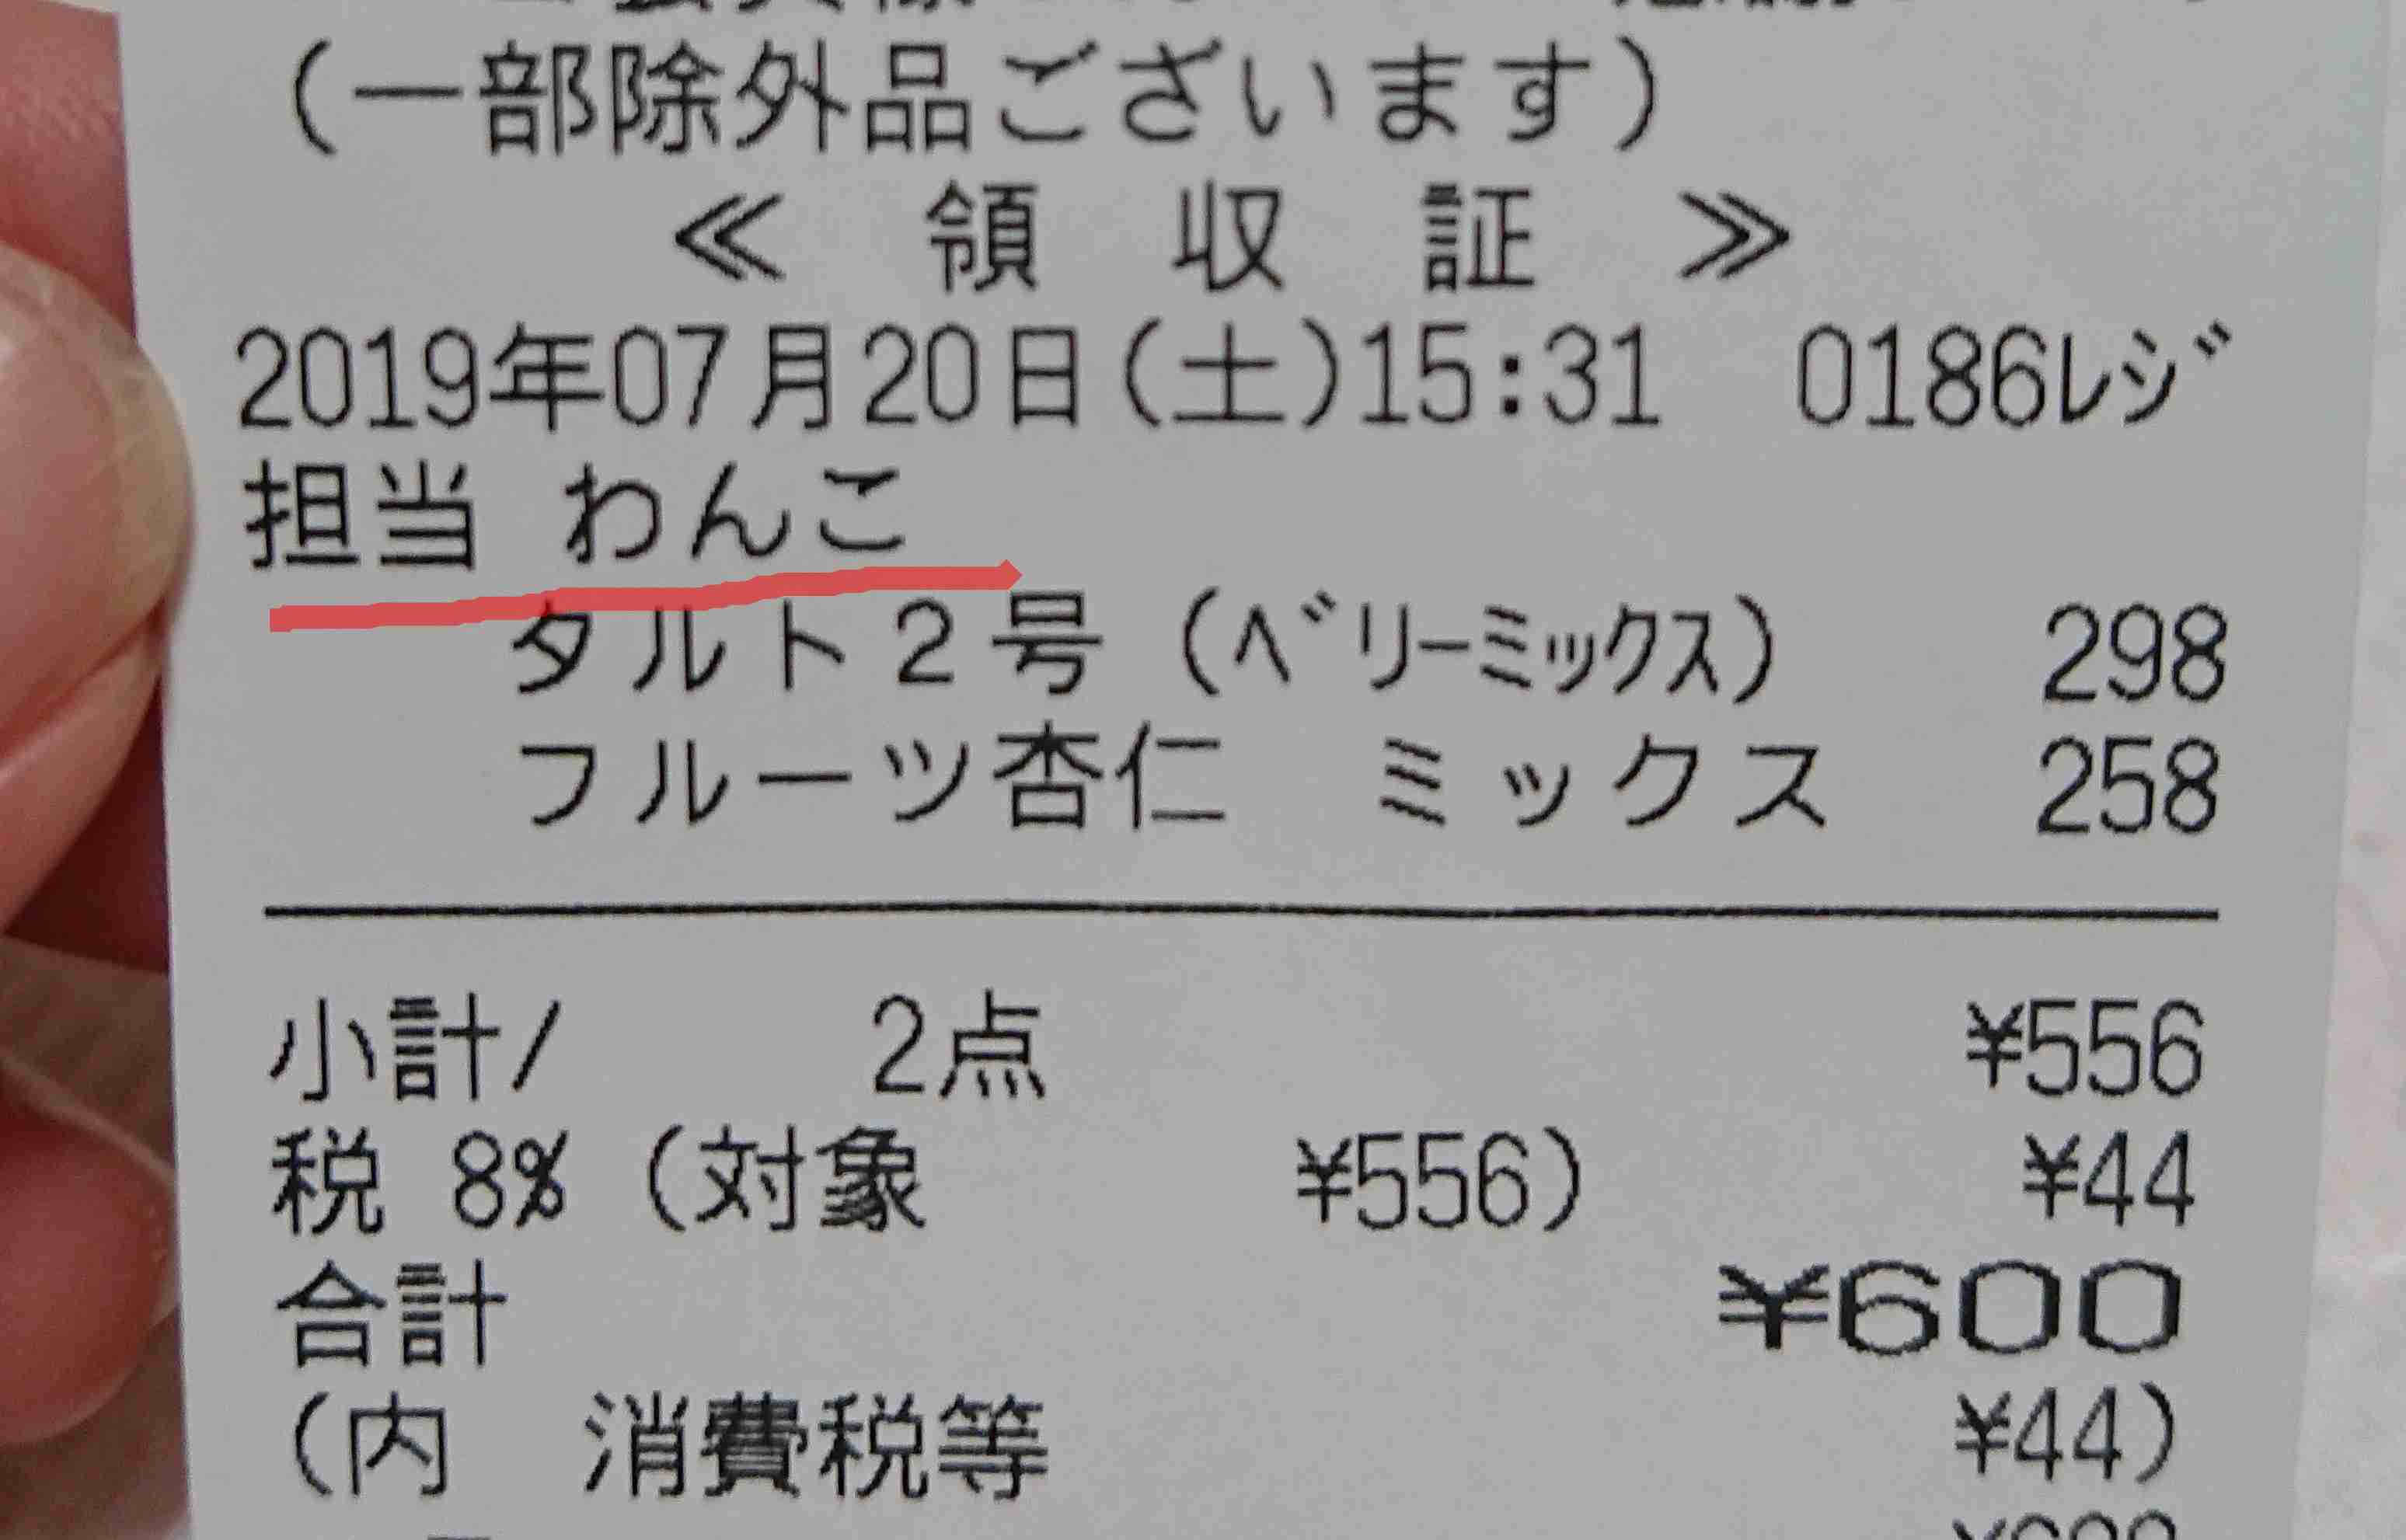 （一部除外品ございます）
≪ 領 収 証 ≫
2019年07月20日(土)15:31 0186ﾚｼﾞ
担当 わんこ
タルト２号（ﾍﾞﾘｰﾐｯｸｽ） 298
フルーツ杏仁 ミックス 258
小計/ 2点 ¥556
税 8% (対象 ¥556) ¥44
合計 ¥600
(内 消費税等 ¥44)